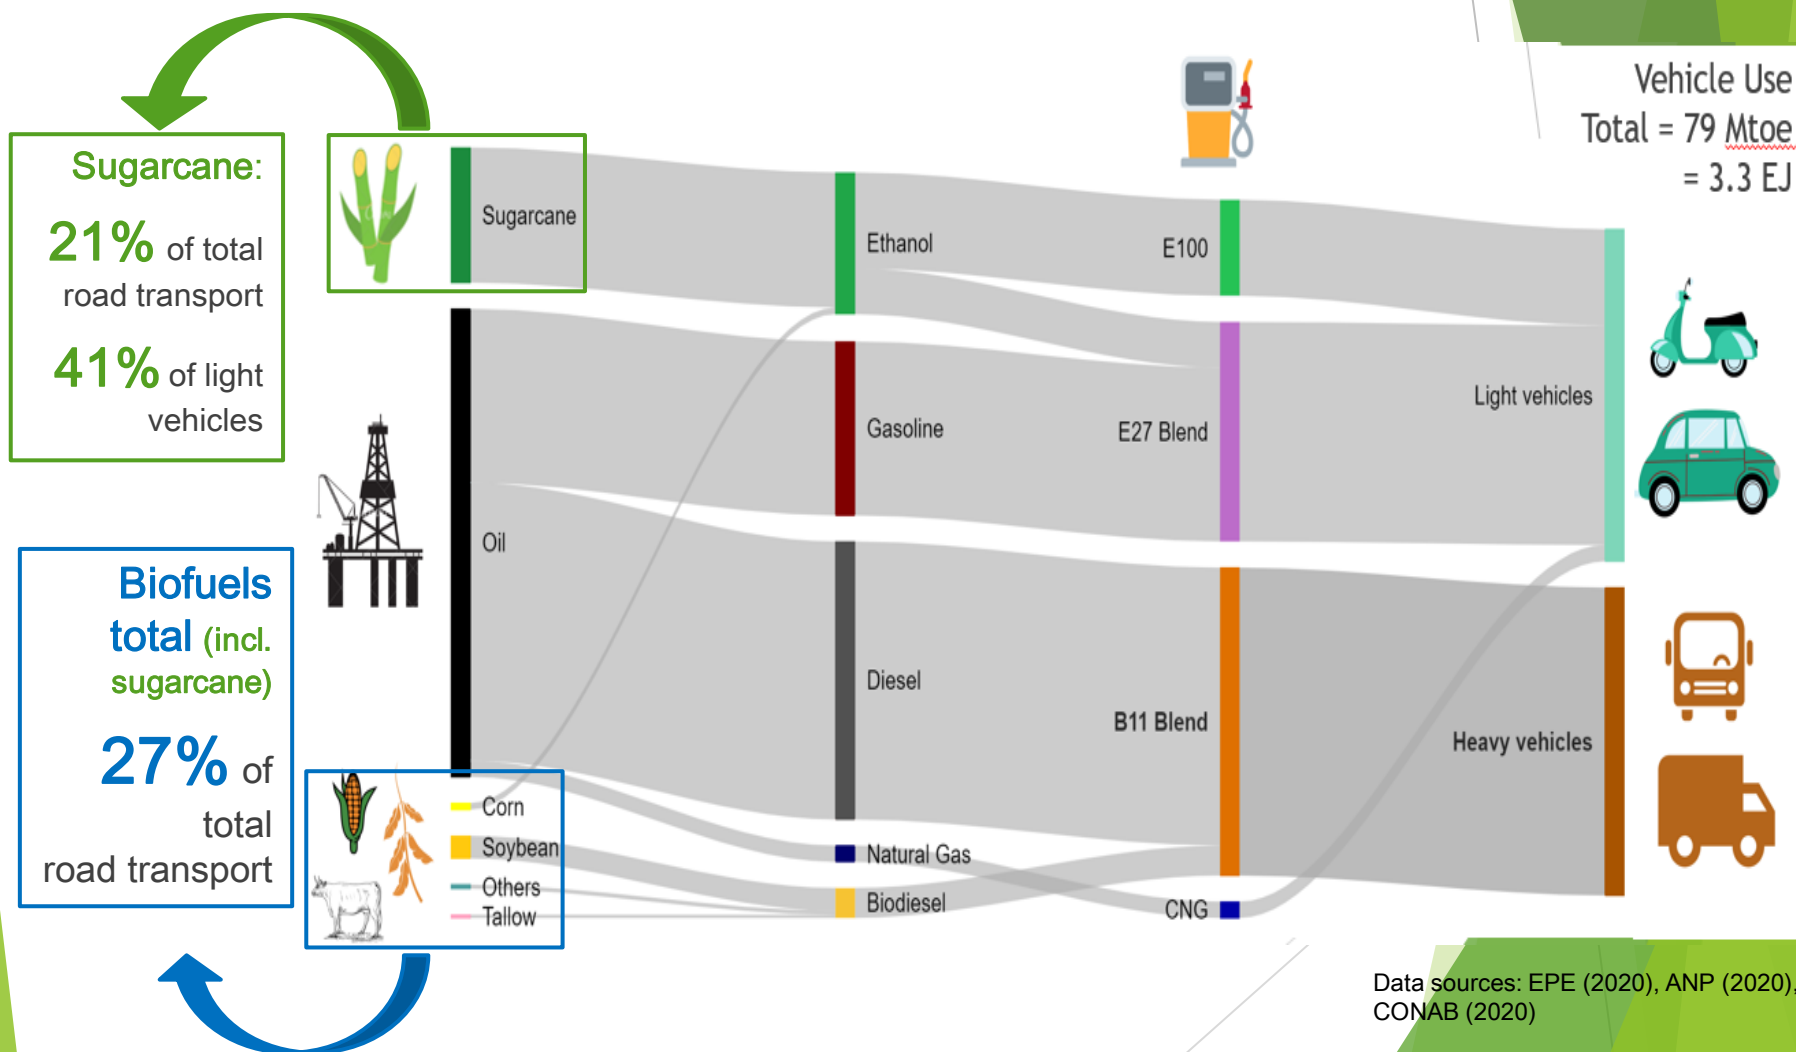 Sugarcane:
21% of total
road transport
41% of light
vehicles
Biofuels
total (incl.
sugarcane)
27% of
total
road transport
Sugarcane
Oil
Corn
Soybean
Others
Tallow
Ethanol
Gasoline
Diesel
Natural Gas
Biodiesel
E100
E27 Blend
B11 Blend
CNG
Light vehicles
Heavy vehicles
Vehicle Use
Total = 79 Mtoe
= 3.3 EJ
Data sources: EPE (2020), ANP (2020),
CONAB (2020)